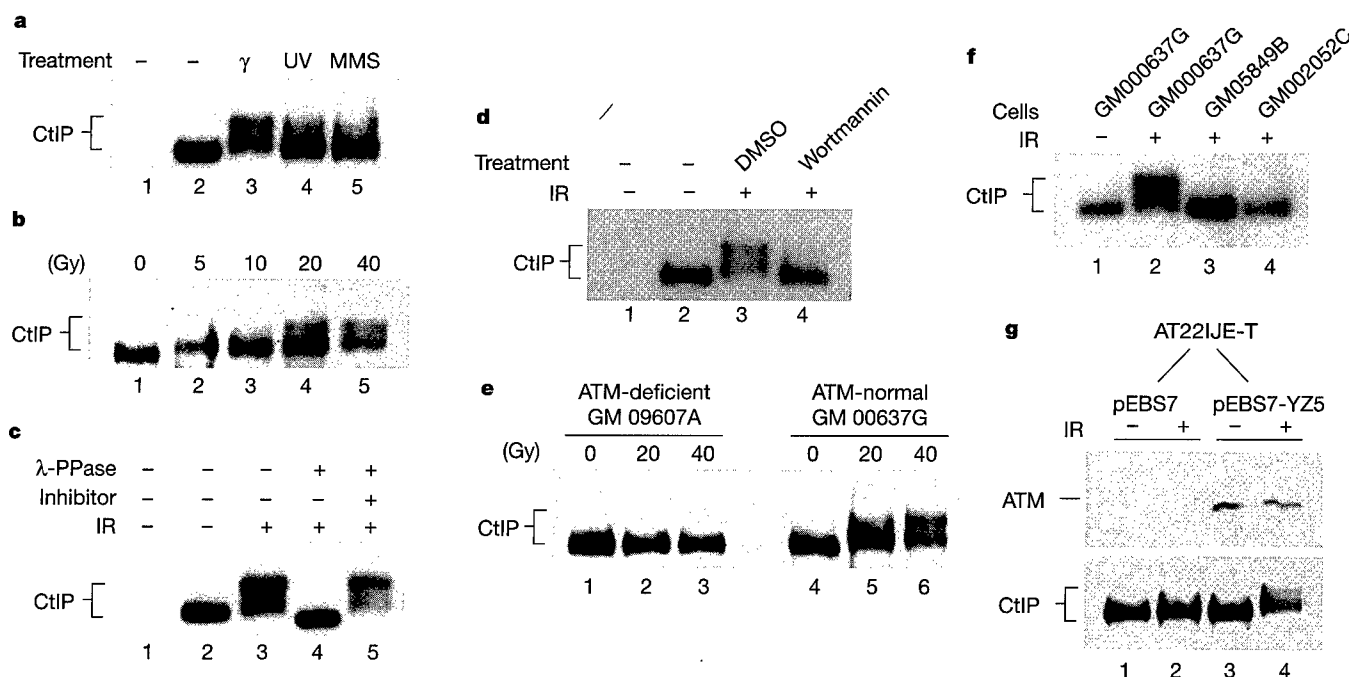 a
Treatment – – γ UV MMS
CtIP
1 2 3 4 5
b
(Gy) 0 5 10 20 40
CtIP
1 2 3 4 5
c
λ-PPase – – – + +
Inhibitor – – – – +
IR – – + + +
CtIP
1 2 3 4 5
d
Treatment – – DMSO Wortmannin
IR – – + +
CtIP
1 2 3 4
e
ATM-deficient
GM 09607A
ATM-normal
GM 00637G
(Gy) 0 20 40 0 20 40
CtIP
1 2 3 4 5 6
f
Cells GM000637G GM000637G GM05849B GM002052C
IR – + + +
CtIP
1 2 3 4
g
AT22IJE-T
pEBS7 pEBS7-YZ5
IR – + – +
ATM
CtIP
1 2 3 4